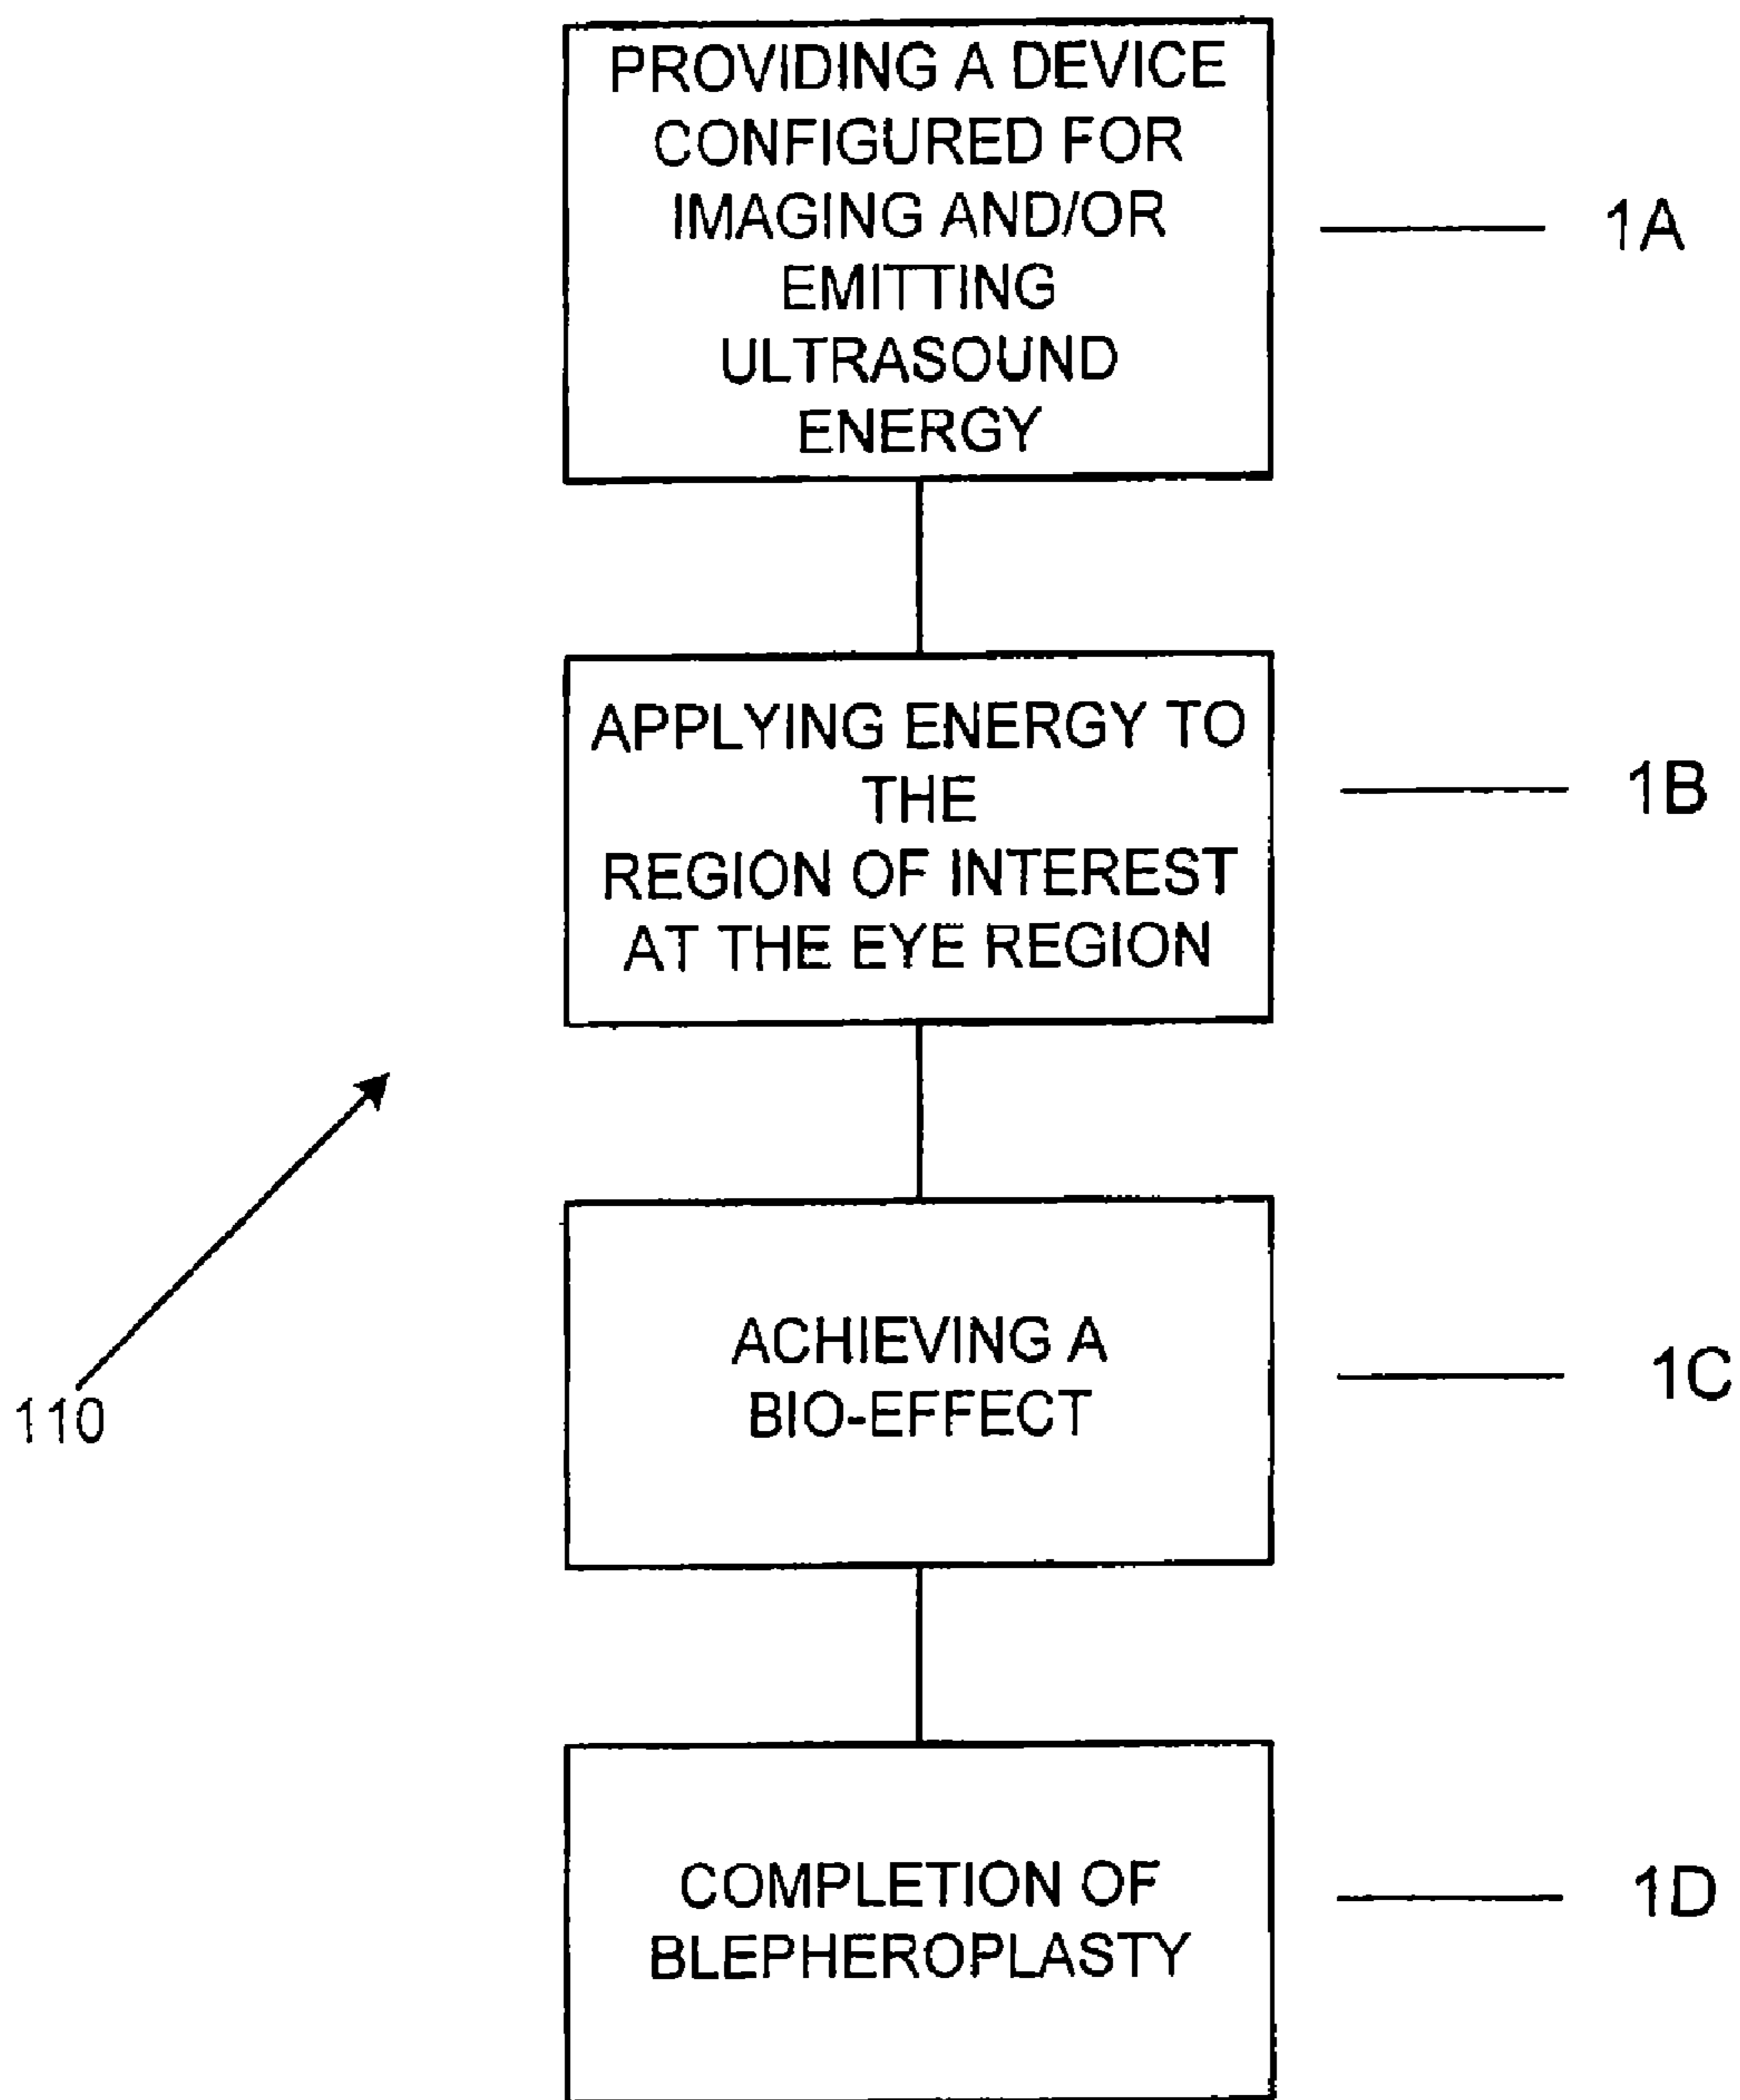 PROVIDING A DEVICE
CONFIGURED FOR
IMAGING AND/OR
EMITTING
ULTRASOUND
ENERGY
1A
APPLYING ENERGY TO
THE
REGION OF INTEREST
AT THE EYE REGION
1B
110
ACHIEVING A
BIO-EFFECT
1C
COMPLETION OF
BLEPHEROPLASTY
1D